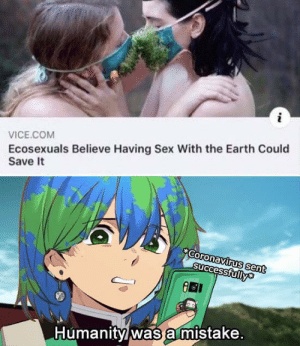 i
VICE.COM
Ecosexuals Believe Having Sex With the Earth Could
Save It
*Coronavirus sent
successfully*
Humanity was a mistake.